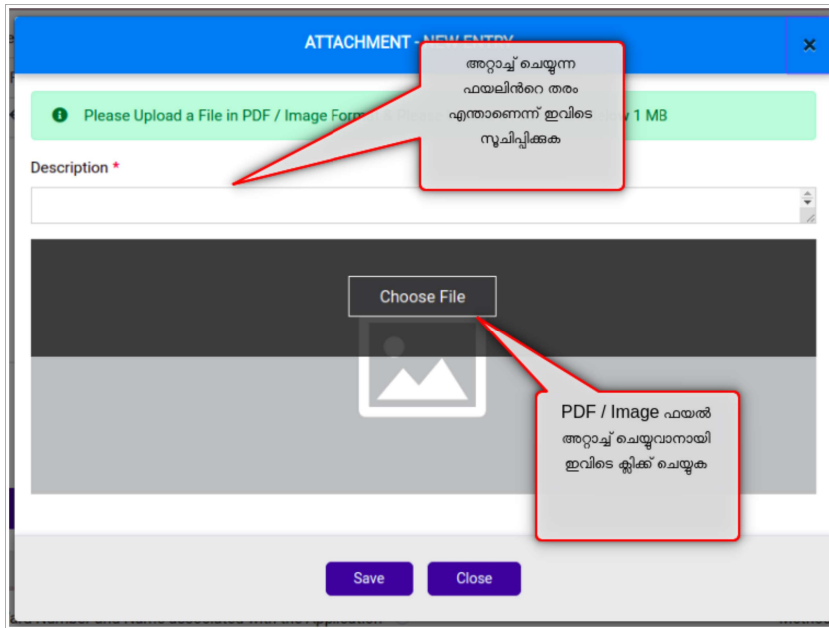 ATTACHMENT - NEW ENTRY
×
അറ്റാച്ച് ചെയ്യുന്ന
ഫയലിൻറെ തരം
എന്താണെന്ന് ഇവിടെ
സൂചിപ്പിക്കുക
Please Upload a File in PDF / Image 1 MB
Description *
Choose File
PDF / Image ഫയൽ
അറ്റാച്ച് ചെയ്യുവാനായി
ഇവിടെ ക്ലിക്ക് ചെയ്യുക
Save Close